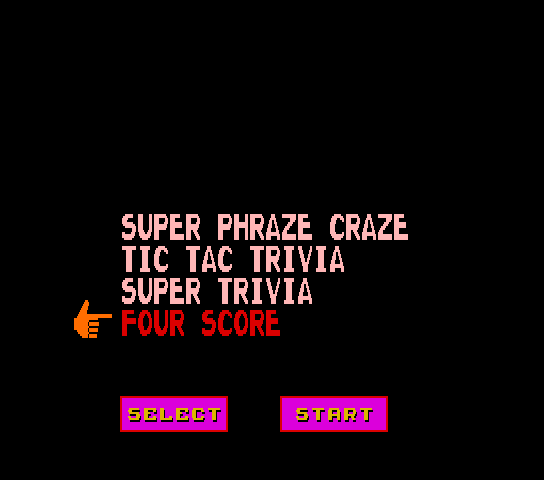 SUPER PHRAZE CRAZE
TIC TAC TRIVIA
SUPER TRIVIA
FOUR SCORE
SELECT START